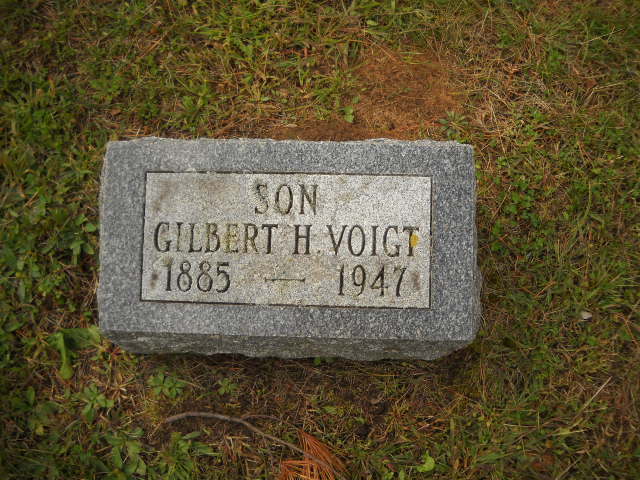 SON
GILBERT H. VOIGT
1885 — 1947